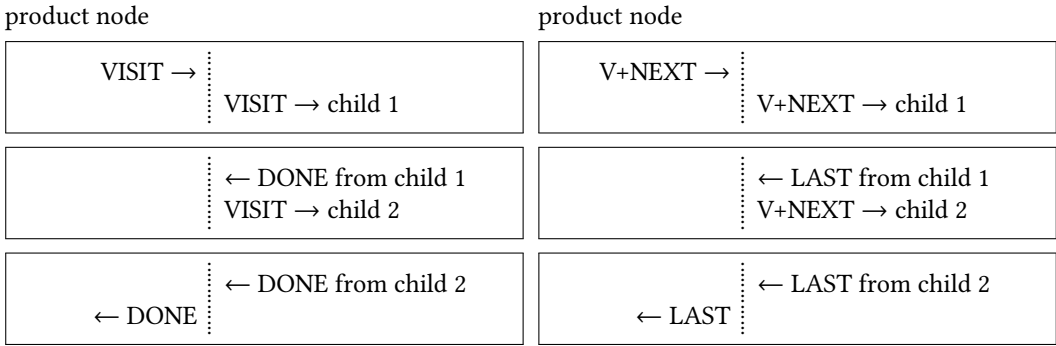 product node
VISIT →
VISIT → child 1
← DONE from child 1
VISIT → child 2
← DONE from child 2
← DONE
product node
V+NEXT →
V+NEXT → child 1
← LAST from child 1
V+NEXT → child 2
← LAST from child 2
← LAST